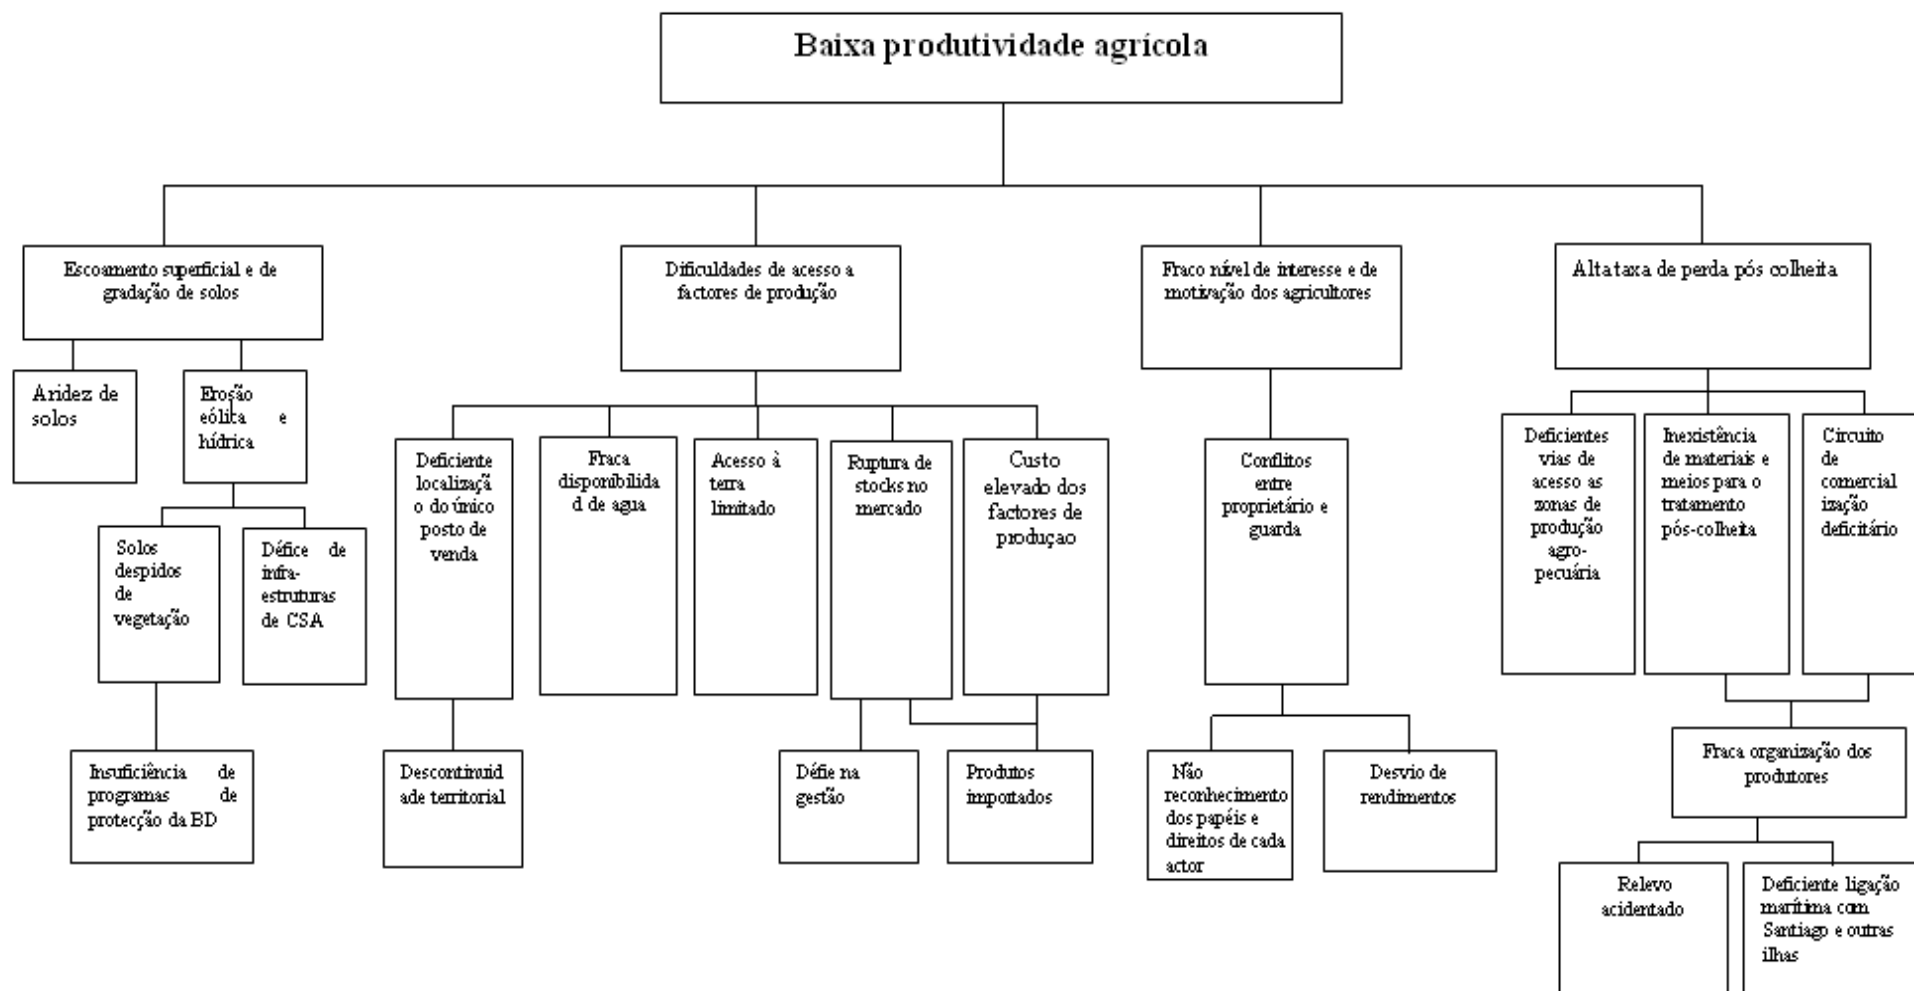 Baixa produtividade agrícola
Escoamento superficial e de
gradação de solos
Dificuldades de acesso a
factores de produção
Fraco nível de interesse e de
motivação dos agricultores
Alta taxa de perda pós colheita
Aridez de
solos
Erosão
eólita e
hídrica
Deficiente
localizaçã
o do único
posto de
venda
Fraca
disponibilida
d de agua
Acesso à
terra
limitado
Ruptura de
stocks no
mercado
Custo
elevado dos
factores de
produçao
Conflitos
entre
proprietário e
guarda
Deficientes
vias de
acesso as
zonas de
produção
agro-
pecuária
Inexistência
de materiais e
meios para o
tratamento
pós-colheita
Circuito
de
comercial
ização
deficitário
Solos
despidos
de
vegetação
Défice de
infra-
estruturas
de CSA
Insuficiência de
programas de
protecção da BD
Descontinuid
ade territorial
Défie na
gestão
Produtos
importados
Não
reconhecimento
dos papéis e
direitos de cada
actor
Desvio de
rendimentos
Fraca organização dos
produtores
Relevo
acidentado
Deficiente ligação
marítima com
Santiago e outras
ilhas